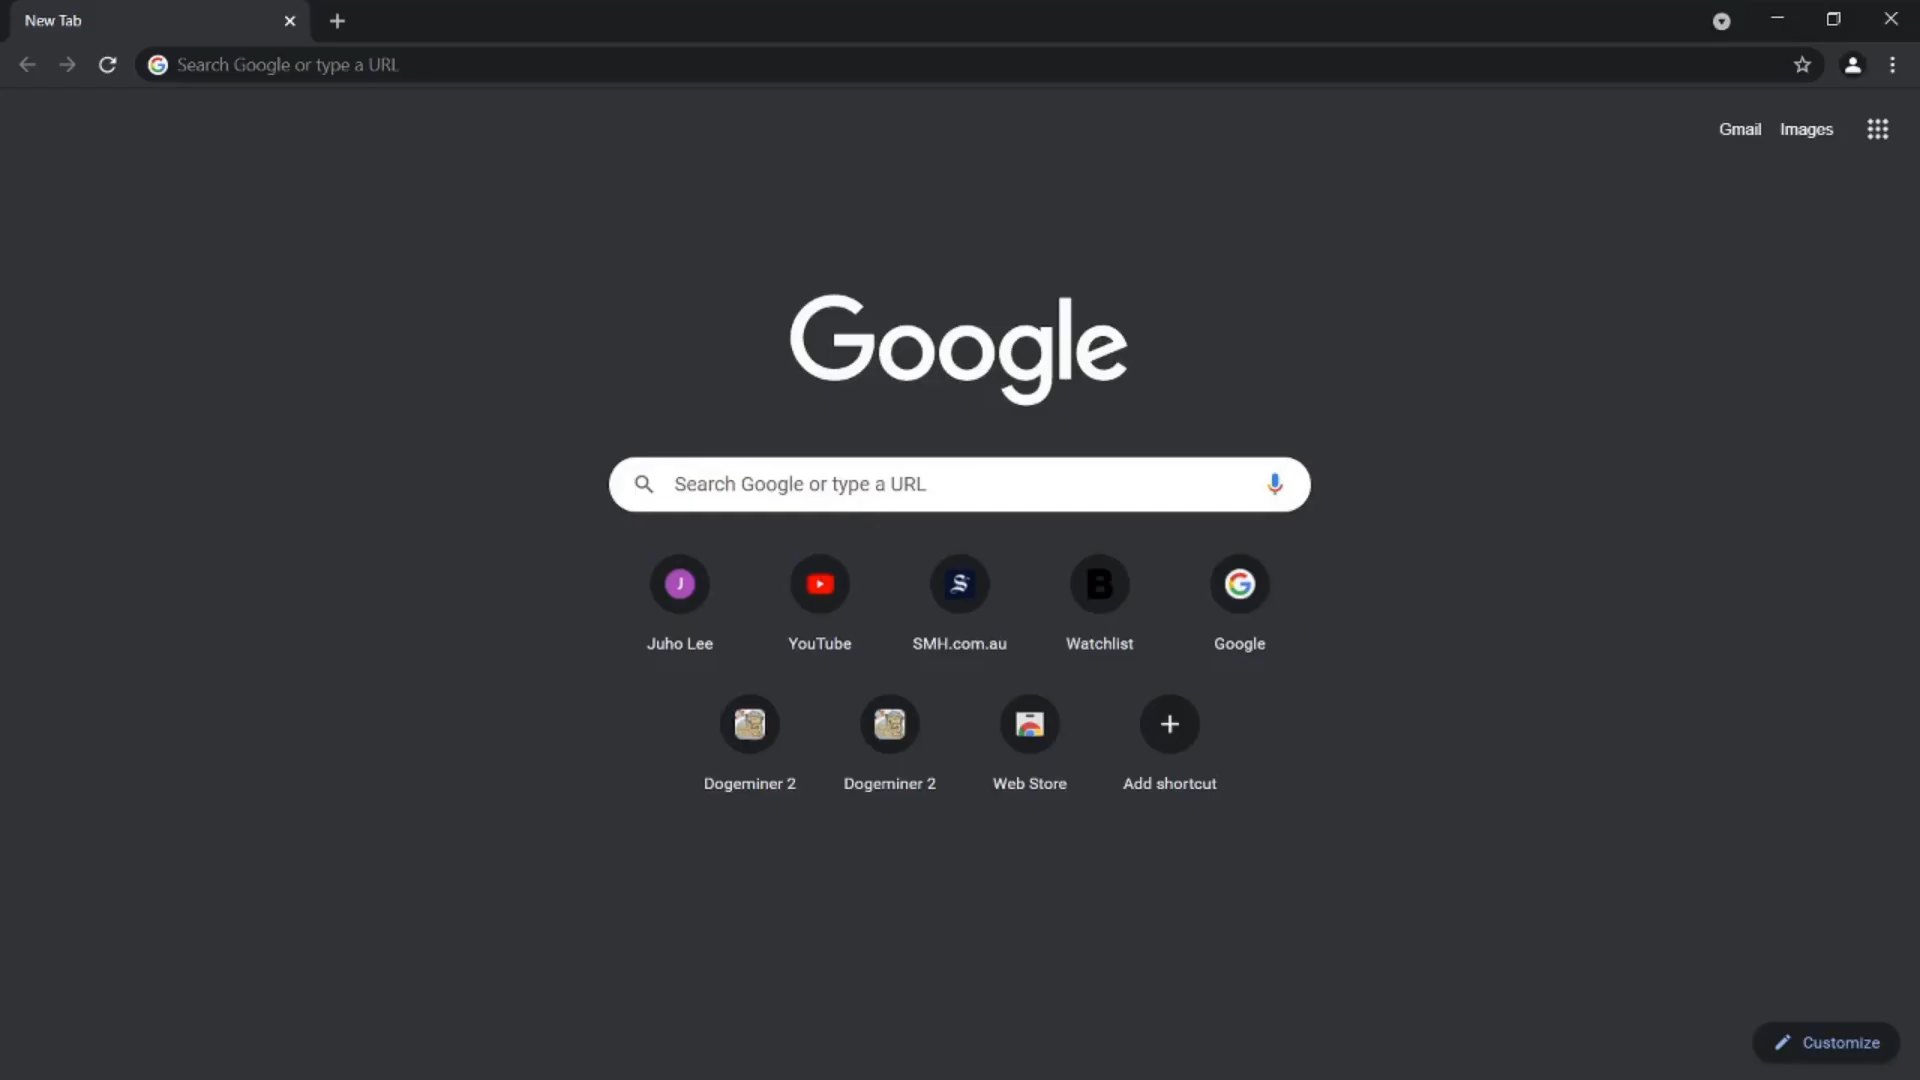 New Tab
Search Google or type a URL
Gmail Images
Google
Search Google or type a URL
J
S
B
G
Juho Lee
YouTube
SMH.com.au
Watchlist
Google
Dogeminer 2
Dogeminer 2
Web Store
Add shortcut
Customize